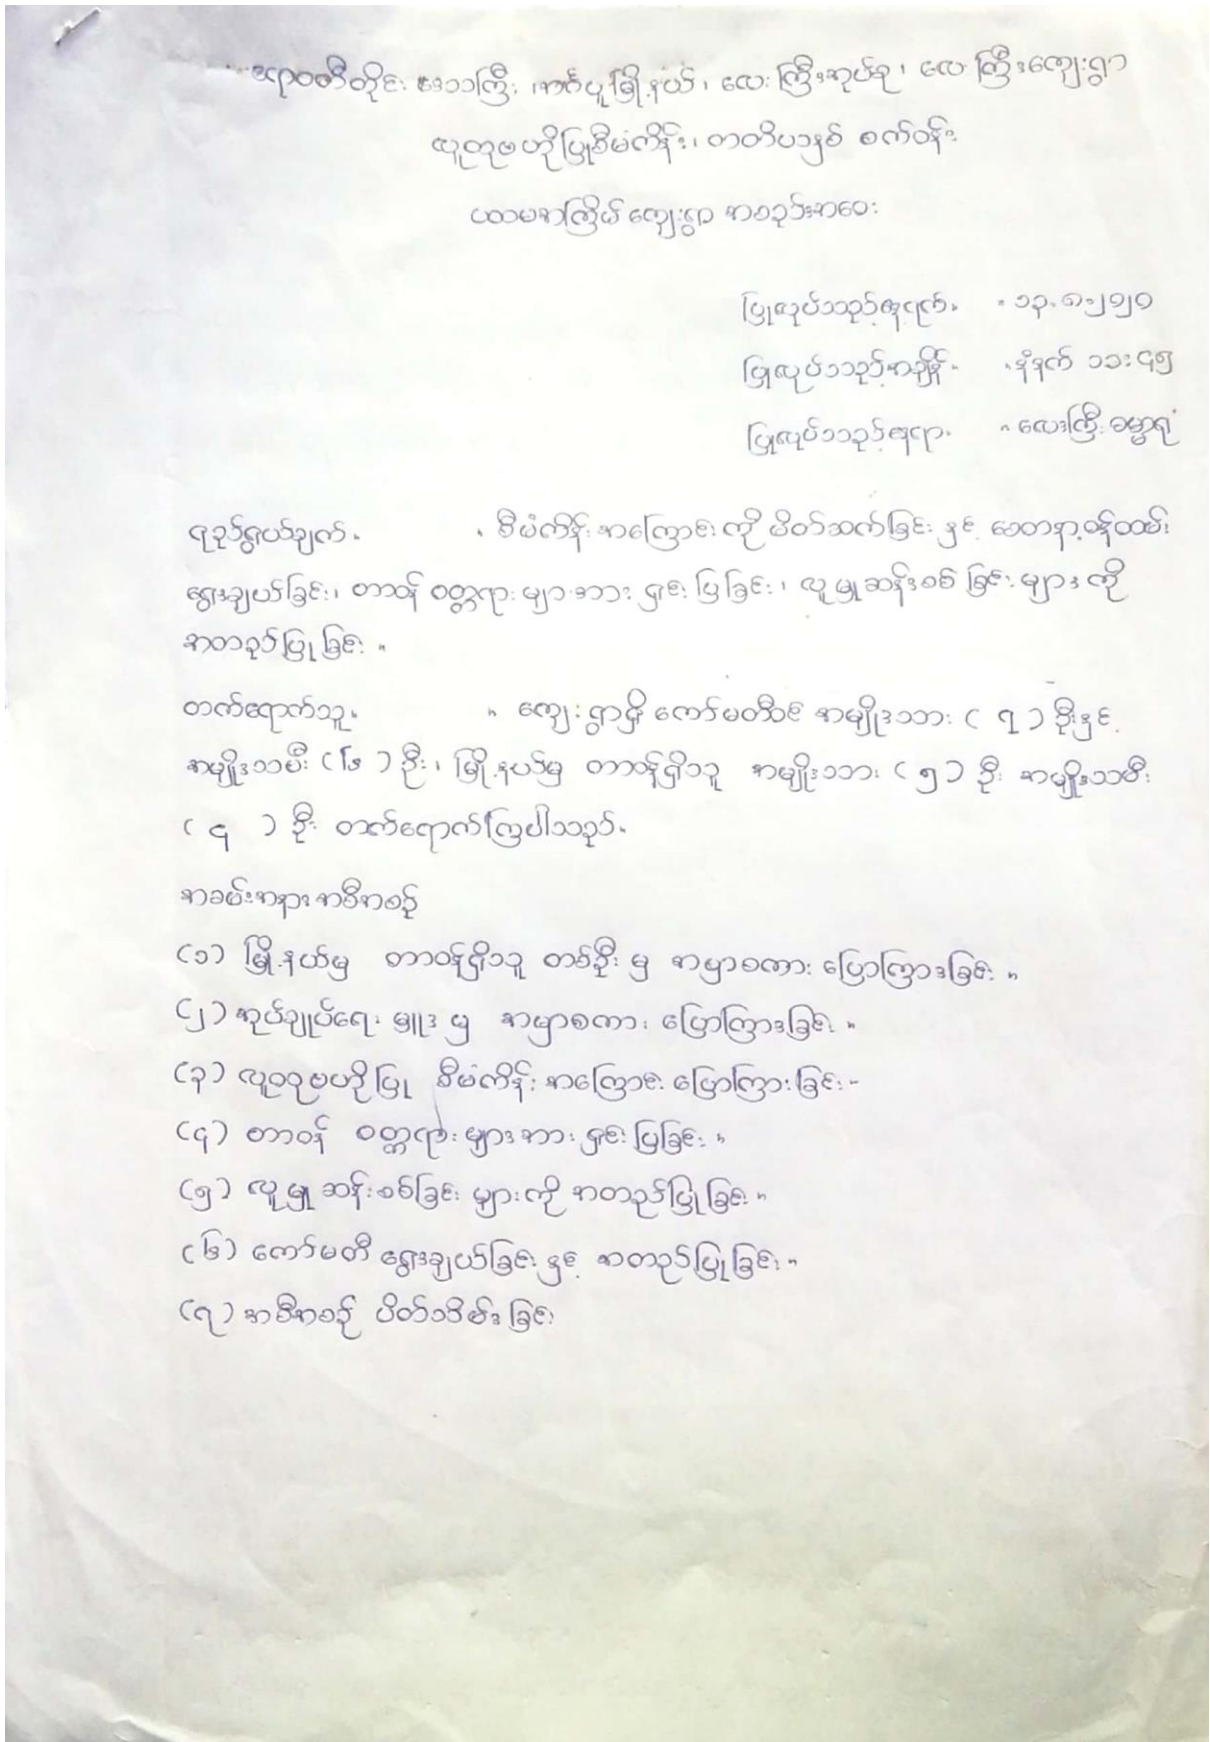 ဧရာဝတီတိုင်းဒေသကြီး၊ အင်္ဂပူမြို့နယ်၊ လေးကြီးအုပ်စု၊ လေးကြီးကျေးရွာ
လူထုဗဟိုပြုစီမံကိန်း၊ တတိယနှစ် စက်ဝန်း
ပထမအကြိမ် ကျေးရွာ အစည်းအဝေး
ပြုလုပ်သည့်နေ့ရက်။ ။ ၁၃.၈.၂၀၂၀
ပြုလုပ်သည့်အချိန်။ ။ နံနက် ၁၁း၄၅
ပြုလုပ်သည့်နေရာ။ ။ လေးကြီး ဓမ္မာရုံ
ရည်ရွယ်ချက်။ ။ စီမံကိန်းအကြောင်းကို မိတ်ဆက်ခြင်းနှင့် စေတနာ့ဝန်ထမ်း
ရွေးချယ်ခြင်း၊ တာဝန် ဝတ္တရားများအား ရှင်းပြခြင်း၊ လူမှုဆန်းစစ်ခြင်းများကို
အတည်ပြုခြင်း ။
တက်ရောက်သူ။ ။ ကျေးရွာရှိ ကော်မတီဝင် အမျိုးသား ( ၇ ) ဦးနှင့်
အမျိုးသမီး (၆ ) ဦး၊ မြို့နယ်မှ တာဝန်ရှိသူ အမျိုးသား (၅) ဦး အမျိုးသမီး
( ၄ ) ဦး တက်ရောက်ကြပါသည်။
အခမ်းအနားအစီအစဉ်
(၁) မြို့နယ်မှ တာဝန်ရှိသူ တစ်ဦး မှ အမှာစကား ပြောကြားခြင်း ။
(၂) အုပ်ချုပ်ရေး မှူး မှ အမှာစကား ပြောကြားခြင်း ။
(၃) လူထုဗဟိုပြု စီမံကိန်း အကြောင်း ပြောကြားခြင်း ။
(၄) တာဝန် ဝတ္တရား များအား ရှင်းပြခြင်း ။
(၅) လူမှုဆန်းစစ်ခြင်း များကို အတည်ပြုခြင်း ။
(၆) ကော်မတီ ရွေးချယ်ခြင်းနှင့် အတည်ပြုခြင်း ။
(၇) အစီအစဉ် ပိတ်သိမ်းခြင်း